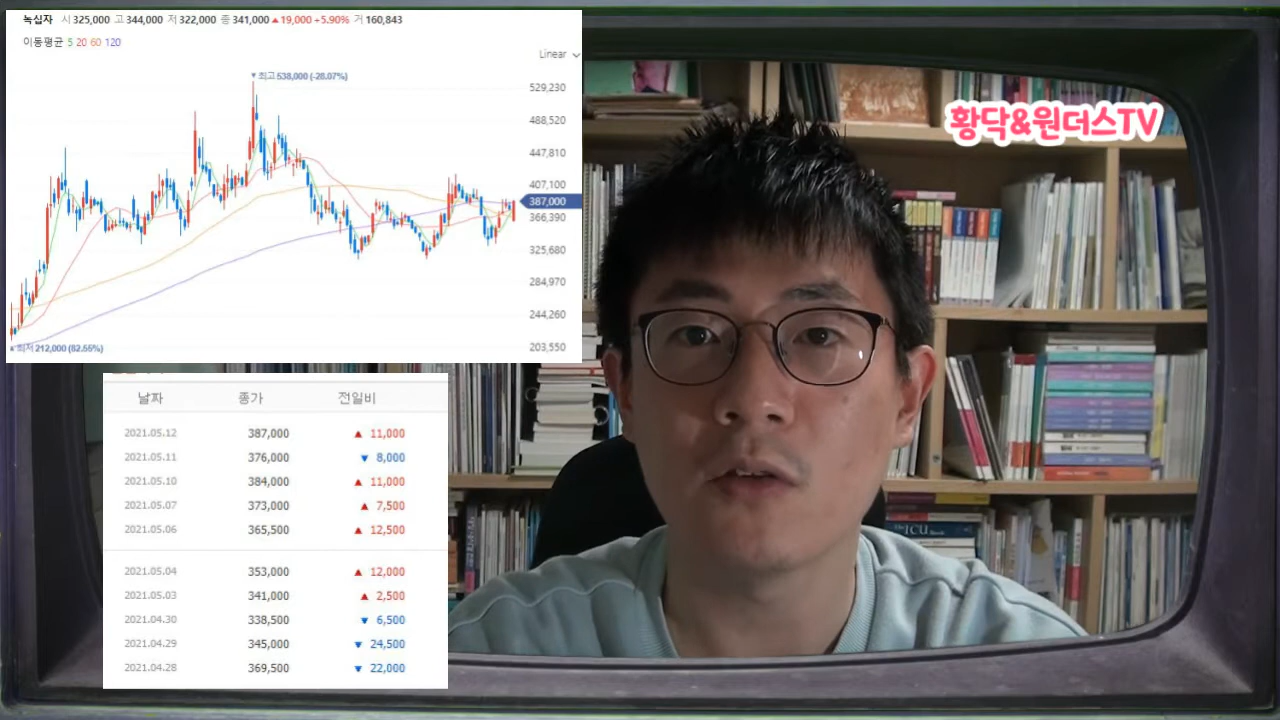 녹십자 시 325,000 고 344,000 저 322,000 종 341,000 ▲ 19,000 +5.90% 거 160,843
이동평균 5 20 60 120
Linear
최고 538,000 (-28.07%)
529,230
488,520
447,810
407,100
387,000
366,390
325,680
284,970
244,260
203,550
최저 212,000 (82.55%)
황닥&원더스TV
날짜 종가 전일비
2021.05.12 387,000 ▲ 11,000
2021.05.11 376,000 ▼ 8,000
2021.05.10 384,000 ▲ 11,000
2021.05.07 373,000 ▲ 7,500
2021.05.06 365,500 ▲ 12,500
2021.05.04 353,000 ▲ 12,000
2021.05.03 341,000 ▲ 2,500
2021.04.30 338,500 ▼ 6,500
2021.04.29 345,000 ▼ 24,500
2021.04.28 369,500 ▼ 22,000
ICU Book